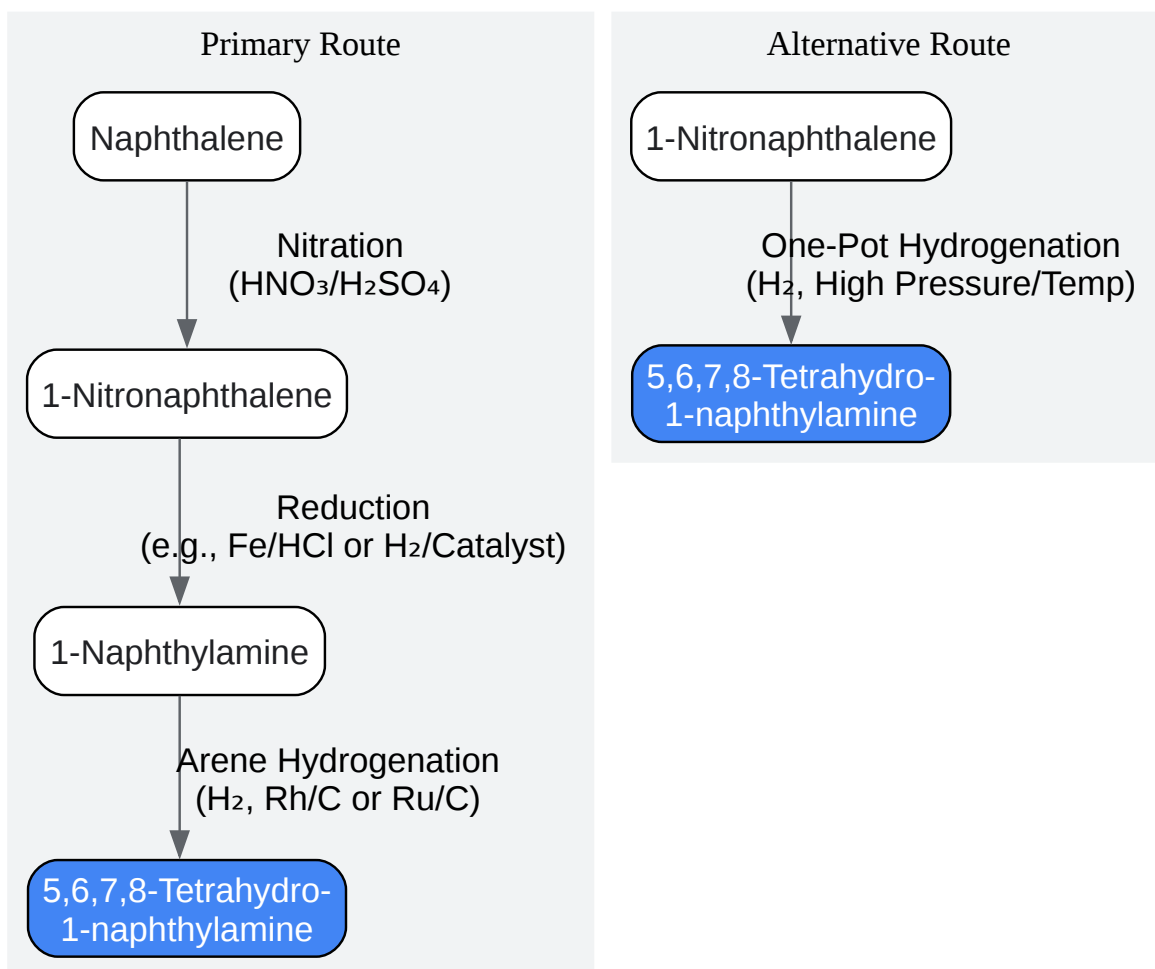 Primary Route
Naphthalene
Nitration
(HNO₃/H₂SO₄)
1-Nitronaphthalene
Reduction
(e.g., Fe/HCl or H₂/Catalyst)
1-Naphthylamine
Arene Hydrogenation
(H₂, Rh/C or Ru/C)
5,6,7,8-Tetrahydro-
1-naphthylamine
Alternative Route
1-Nitronaphthalene
One-Pot Hydrogenation
(H₂, High Pressure/Temp)
5,6,7,8-Tetrahydro-
1-naphthylamine